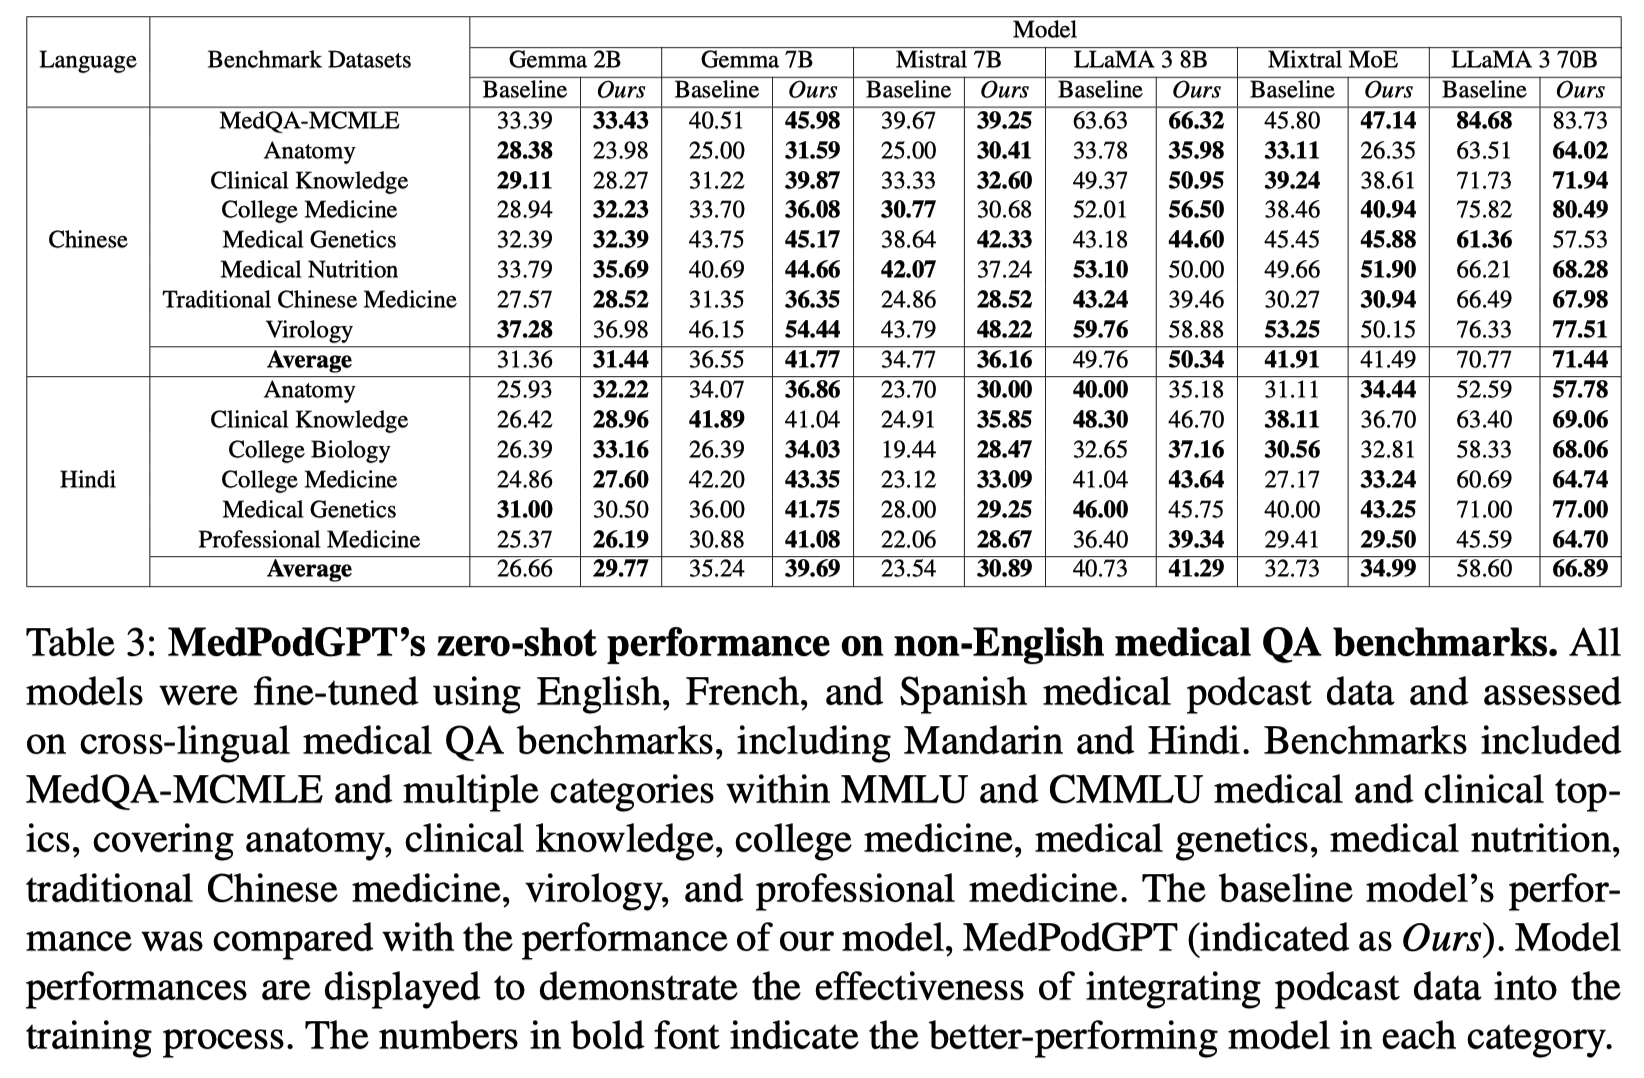 Model
Language Benchmark Datasets Gemma 2B Gemma 7B Mistral 7B LLaMA 3 8B Mixtral MoE LLaMA 3 70B
Baseline Ours Baseline Ours Baseline Ours Baseline Ours Baseline Ours Baseline Ours
MedQA-MCMLE 33.39 33.43 40.51 45.98 39.67 39.25 63.63 66.32 45.80 47.14 84.68 83.73
Anatomy 28.38 23.98 25.00 31.59 25.00 30.41 33.78 35.98 33.11 26.35 63.51 64.02
Clinical Knowledge 29.11 28.27 31.22 39.87 33.33 32.60 49.37 50.95 39.24 38.61 71.73 71.94
College Medicine 28.94 32.23 33.70 36.08 30.77 30.68 52.01 56.50 38.46 40.94 75.82 80.49
Chinese Medical Genetics 32.39 32.39 43.75 45.17 38.64 42.33 43.18 44.60 45.45 45.88 61.36 57.53
Medical Nutrition 33.79 35.69 40.69 44.66 42.07 37.24 53.10 50.00 49.66 51.90 66.21 68.28
Traditional Chinese Medicine 27.57 28.52 31.35 36.35 24.86 28.52 43.24 39.46 30.27 30.94 66.49 67.98
Virology 37.28 36.98 46.15 54.44 43.79 48.22 59.76 58.88 53.25 50.15 76.33 77.51
Average 31.36 31.44 36.55 41.77 34.77 36.16 49.76 50.34 41.91 41.49 70.77 71.44
Anatomy 25.93 32.22 34.07 36.86 23.70 30.00 40.00 35.18 31.11 34.44 52.59 57.78
Clinical Knowledge 26.42 28.96 41.89 41.04 24.91 35.85 48.30 46.70 38.11 36.70 63.40 69.06
College Biology 26.39 33.16 26.39 34.03 19.44 28.47 32.65 37.16 30.56 32.81 58.33 68.06
Hindi College Medicine 24.86 27.60 42.20 43.35 23.12 33.09 41.04 43.64 27.17 33.24 60.69 64.74
Medical Genetics 31.00 30.50 36.00 41.75 28.00 29.25 46.00 45.75 40.00 43.25 71.00 77.00
Professional Medicine 25.37 26.19 30.88 41.08 22.06 28.67 36.40 39.34 29.41 29.50 45.59 64.70
Average 26.66 29.77 35.24 39.69 23.54 30.89 40.73 41.29 32.73 34.99 58.60 66.89
Table 3: MedPodGPT's zero-shot performance on non-English medical QA benchmarks. All
models were fine-tuned using English, French, and Spanish medical podcast data and assessed
on cross-lingual medical QA benchmarks, including Mandarin and Hindi. Benchmarks included
MedQA-MCMLE and multiple categories within MMLU and CMMLU medical and clinical top-
ics, covering anatomy, clinical knowledge, college medicine, medical genetics, medical nutrition,
traditional Chinese medicine, virology, and professional medicine. The baseline model's perfor-
mance was compared with the performance of our model, MedPodGPT (indicated as Ours). Model
performances are displayed to demonstrate the effectiveness of integrating podcast data into the
training process. The numbers in bold font indicate the better-performing model in each category.